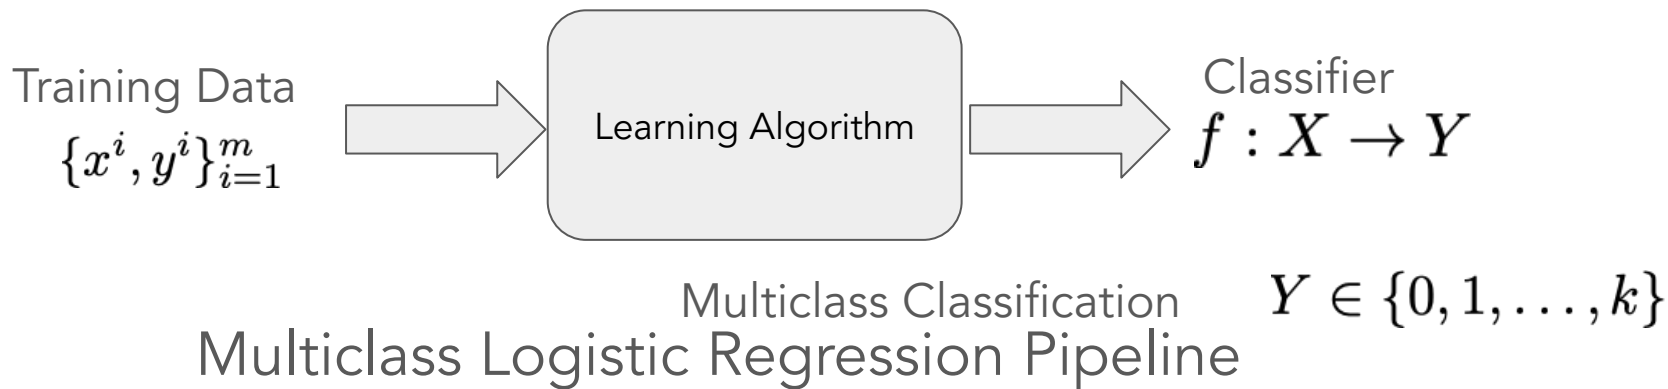 Training Data
{x^i, y^i}_{i=1}^m
Learning Algorithm
Classifier
f : X → Y
Multiclass Classification
Y ∈ {0, 1, . . . , k}
Multiclass Logistic Regression Pipeline